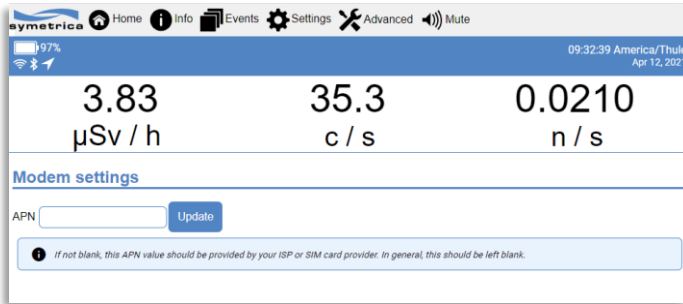 symetrica Home Info Events Settings Advanced Mute
97%
09:32:39 America/Thule
Apr 12, 2021
3.83 35.3 0.0210
µSv / h c / s n / s
Modem settings
APN Update
If not blank, this APN value should be provided by your ISP or SIM card provider. In general, this should be left blank.